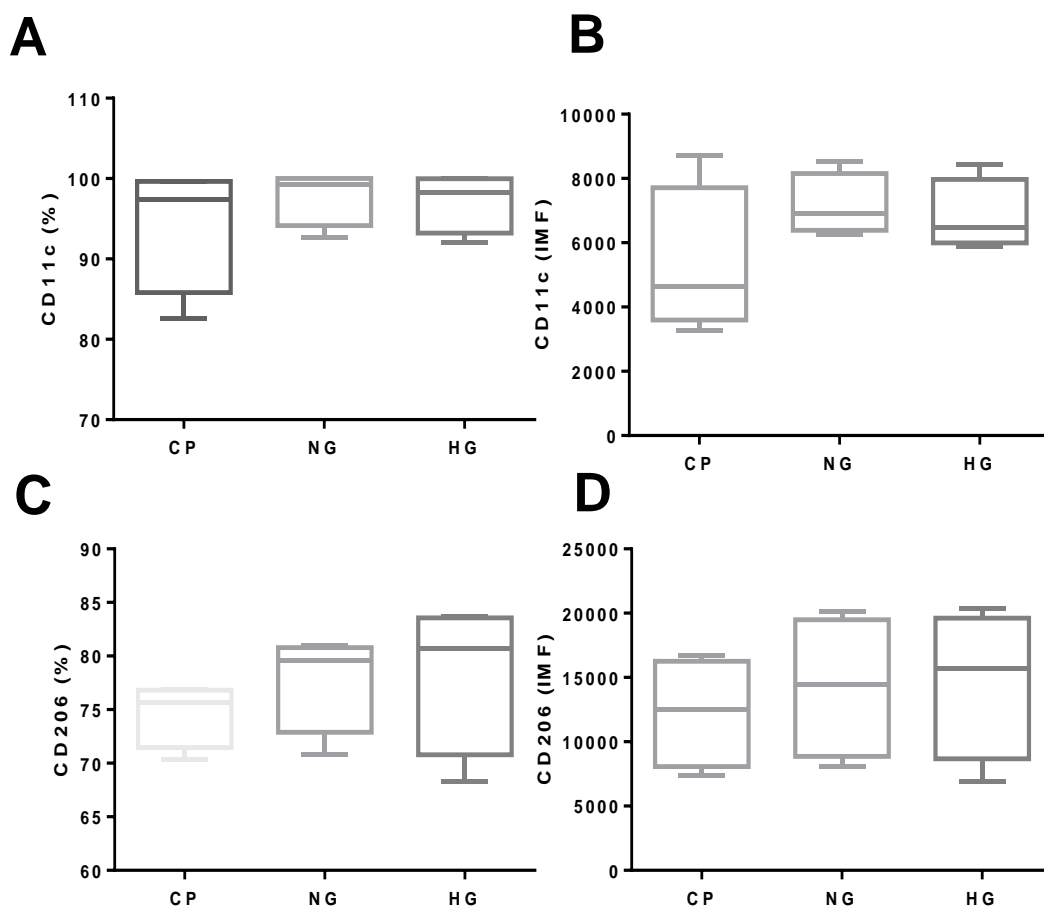 A
110
100
90
80
70
CD11c (%)
CP NG HG
B
10000
8000
6000
4000
2000
0
CD11c (IMF)
CP NG HG
C
90
85
80
75
70
65
60
CD206 (%)
CP NG HG
D
25000
20000
15000
10000
5000
0
CD206 (IMF)
CP NG HG